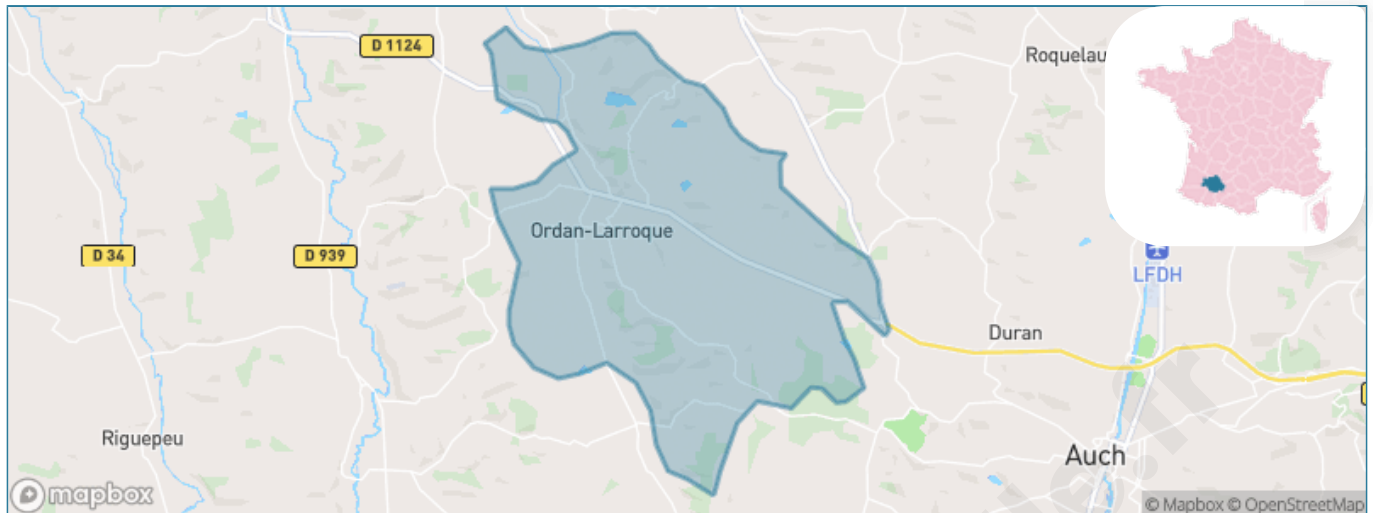 D 1124
Roquelau
Ordan-Larroque
D 34
D 939
LFDH
Duran
Riguepeu
Auch
mapbox
© Mapbox © OpenStreetMap